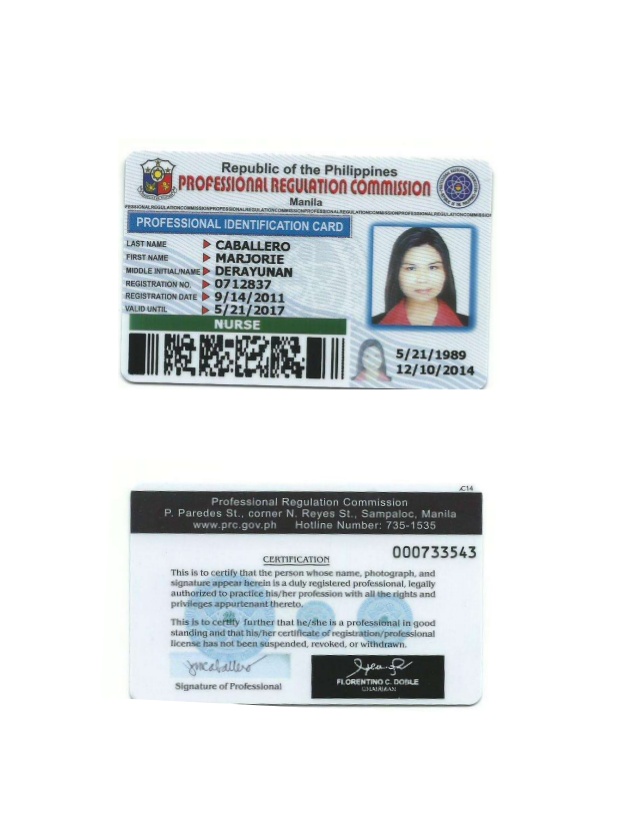 Republic of the Philippines
PROFESSIONAL REGULATION COMMISSION
Manila
PROFESSIONAL IDENTIFICATION CARD
LAST NAME CABALLERO
FIRST NAME MARJORIE
MIDDLE INITIAL/NAME DERAYUNAN
REGISTRATION NO. 0712837
REGISTRATION DATE 9/14/2011
VALID UNTIL 5/21/2017
NURSE
5/21/1989
12/10/2014
Professional Regulation Commission
P. Paredes St., corner N. Reyes St., Sampaloc, Manila
www.prc.gov.ph Hotline Number: 735-1535
000733543
CERTIFICATION
This is to certify that the person whose name, photograph, and
signature appear herein is a duly registered professional, legally
authorized to practice his/her profession with all the rights and
privileges appurtenant thereto.
This is to certify further that he/she is a professional in good
standing and that his/her certificate of registration/professional
license has not been suspended, revoked, or withdrawn.
Signature of Professional
FLORENTINO C. DOBLE
CHAIRMAN